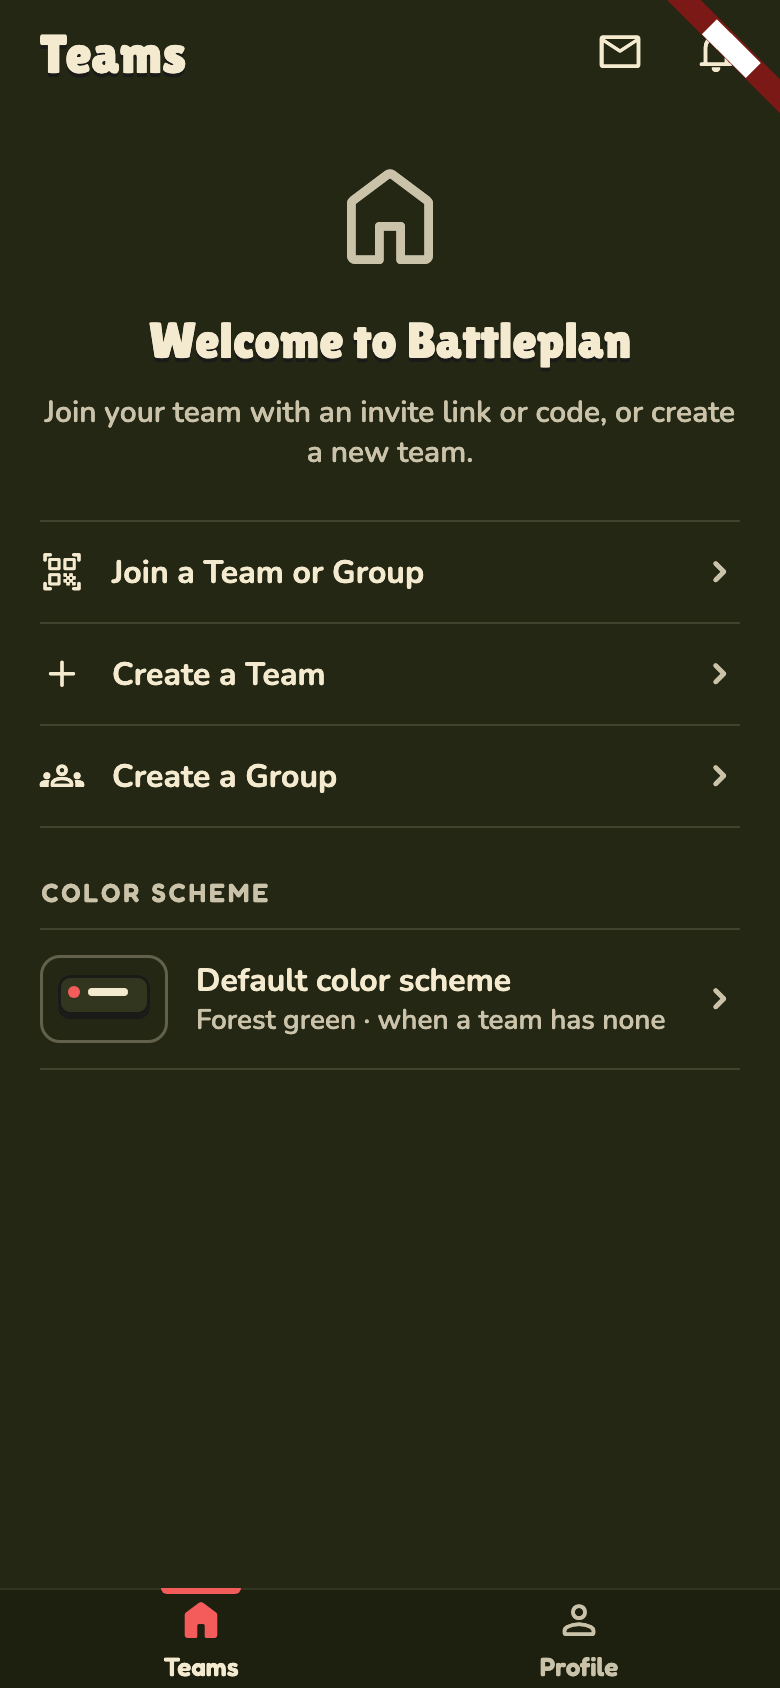 Teams
Welcome to Battleplan
Join your team with an invite link or code, or create
a new team.
Join a Team or Group
Create a Team
Create a Group
COLOR SCHEME
Default color scheme
Forest green · when a team has none
Teams
Profile